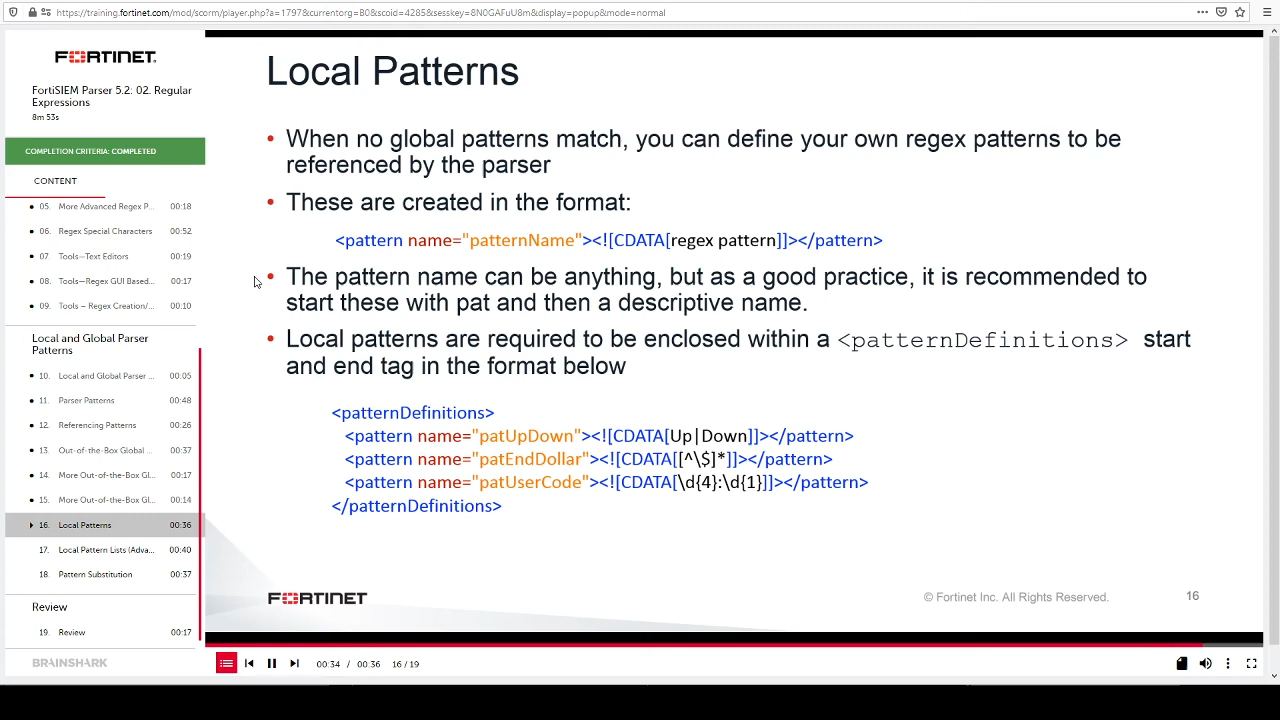 https://training.fortinet.com/mod/scorm/player.php?a=1797&currentorg=B0&scoid=4285&sesskey=8N0GAFuU8m&display=popup&mode=normal
FORTINET
FortiSIEM Parser 5.2: 02. Regular
Expressions
8m 53s
COMPLETION CRITERIA: COMPLETED
CONTENT
05. More Advanced Regex P... 00:18
06. Regex Special Characters 00:52
07. Tools—Text Editors 00:19
08. Tools—Regex GUI Based... 00:17
09. Tools – Regex Creation/... 00:10
Local and Global Parser
Patterns
10. Local and Global Parser ... 00:05
11. Parser Patterns 00:48
12. Referencing Patterns 00:26
13. Out-of-the-Box Global ... 00:37
14. More Out-of-the-Box Gl... 00:17
15. More Out-of-the-Box Gl... 00:14
16. Local Patterns 00:36
17. Local Pattern Lists (Adva... 00:40
18. Pattern Substitution 00:37
Review
19. Review 00:17
BRAINSHARK
Local Patterns
• When no global patterns match, you can define your own regex patterns to be
referenced by the parser
• These are created in the format:
<pattern name="patternName"><![CDATA[regex pattern]]></pattern>
• The pattern name can be anything, but as a good practice, it is recommended to
start these with pat and then a descriptive name.
• Local patterns are required to be enclosed within a <patternDefinitions> start
and end tag in the format below
<patternDefinitions>
<pattern name="patUpDown"><![CDATA[Up|Down]]></pattern>
<pattern name="patEndDollar"><![CDATA[[^\$]*]]></pattern>
<pattern name="patUserCode"><![CDATA[\d{4}:\d{1}]]></pattern>
</patternDefinitions>
FORTINET
© Fortinet Inc. All Rights Reserved.
16
00:34 / 00:36 16 / 19